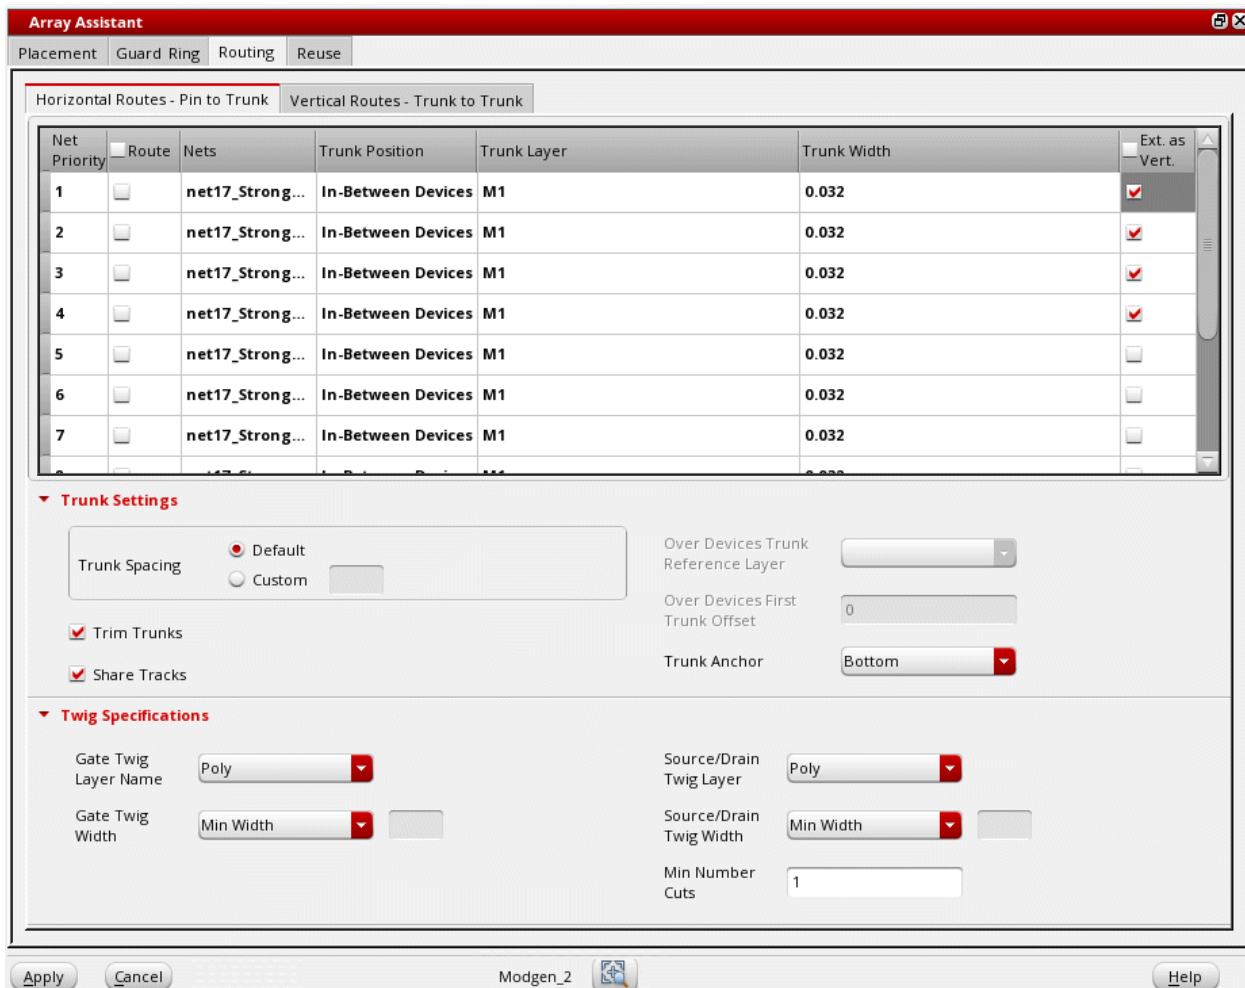 Array Assistant
Placement Guard Ring Routing Reuse
Horizontal Routes - Pin to Trunk Vertical Routes - Trunk to Trunk
Net Priority Route Nets Trunk Position Trunk Layer Trunk Width Ext. as Vert.
1 net17_Strong... In-Between Devices M1 0.032
2 net17_Strong... In-Between Devices M1 0.032
3 net17_Strong... In-Between Devices M1 0.032
4 net17_Strong... In-Between Devices M1 0.032
5 net17_Strong... In-Between Devices M1 0.032
6 net17_Strong... In-Between Devices M1 0.032
7 net17_Strong... In-Between Devices M1 0.032
Trunk Settings
Trunk Spacing
Default
Custom
Trim Trunks
Share Tracks
Over Devices Trunk
Reference Layer
Over Devices First
Trunk Offset
0
Trunk Anchor Bottom
Twig Specifications
Gate Twig
Layer Name
Poly
Gate Twig
Width
Min Width
Source/Drain
Twig Layer
Poly
Source/Drain
Twig Width
Min Width
Min Number
Cuts
1
Apply Cancel Modgen_2 Help